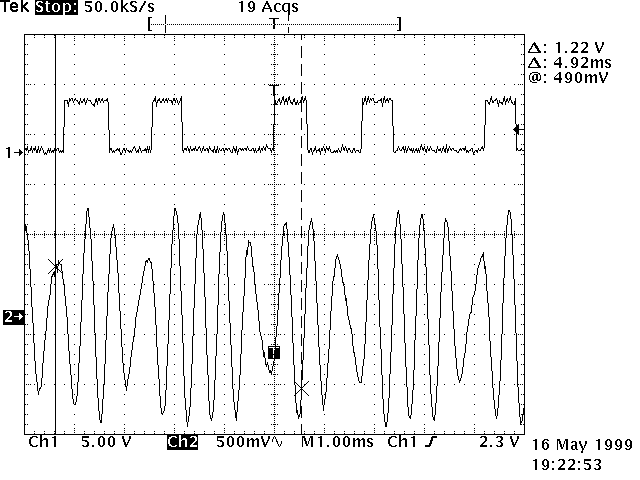 Tek Stop: 50.0kS/s 19 Acqs
Δ: 1.22 V
Δ: 4.92ms
@: 490mV
T
1→
2→
T
Ch1 5.00 V Ch2 500mV∿ M1.00ms Ch1 ⨍ 2.3 V
16 May 1999
19:22:53